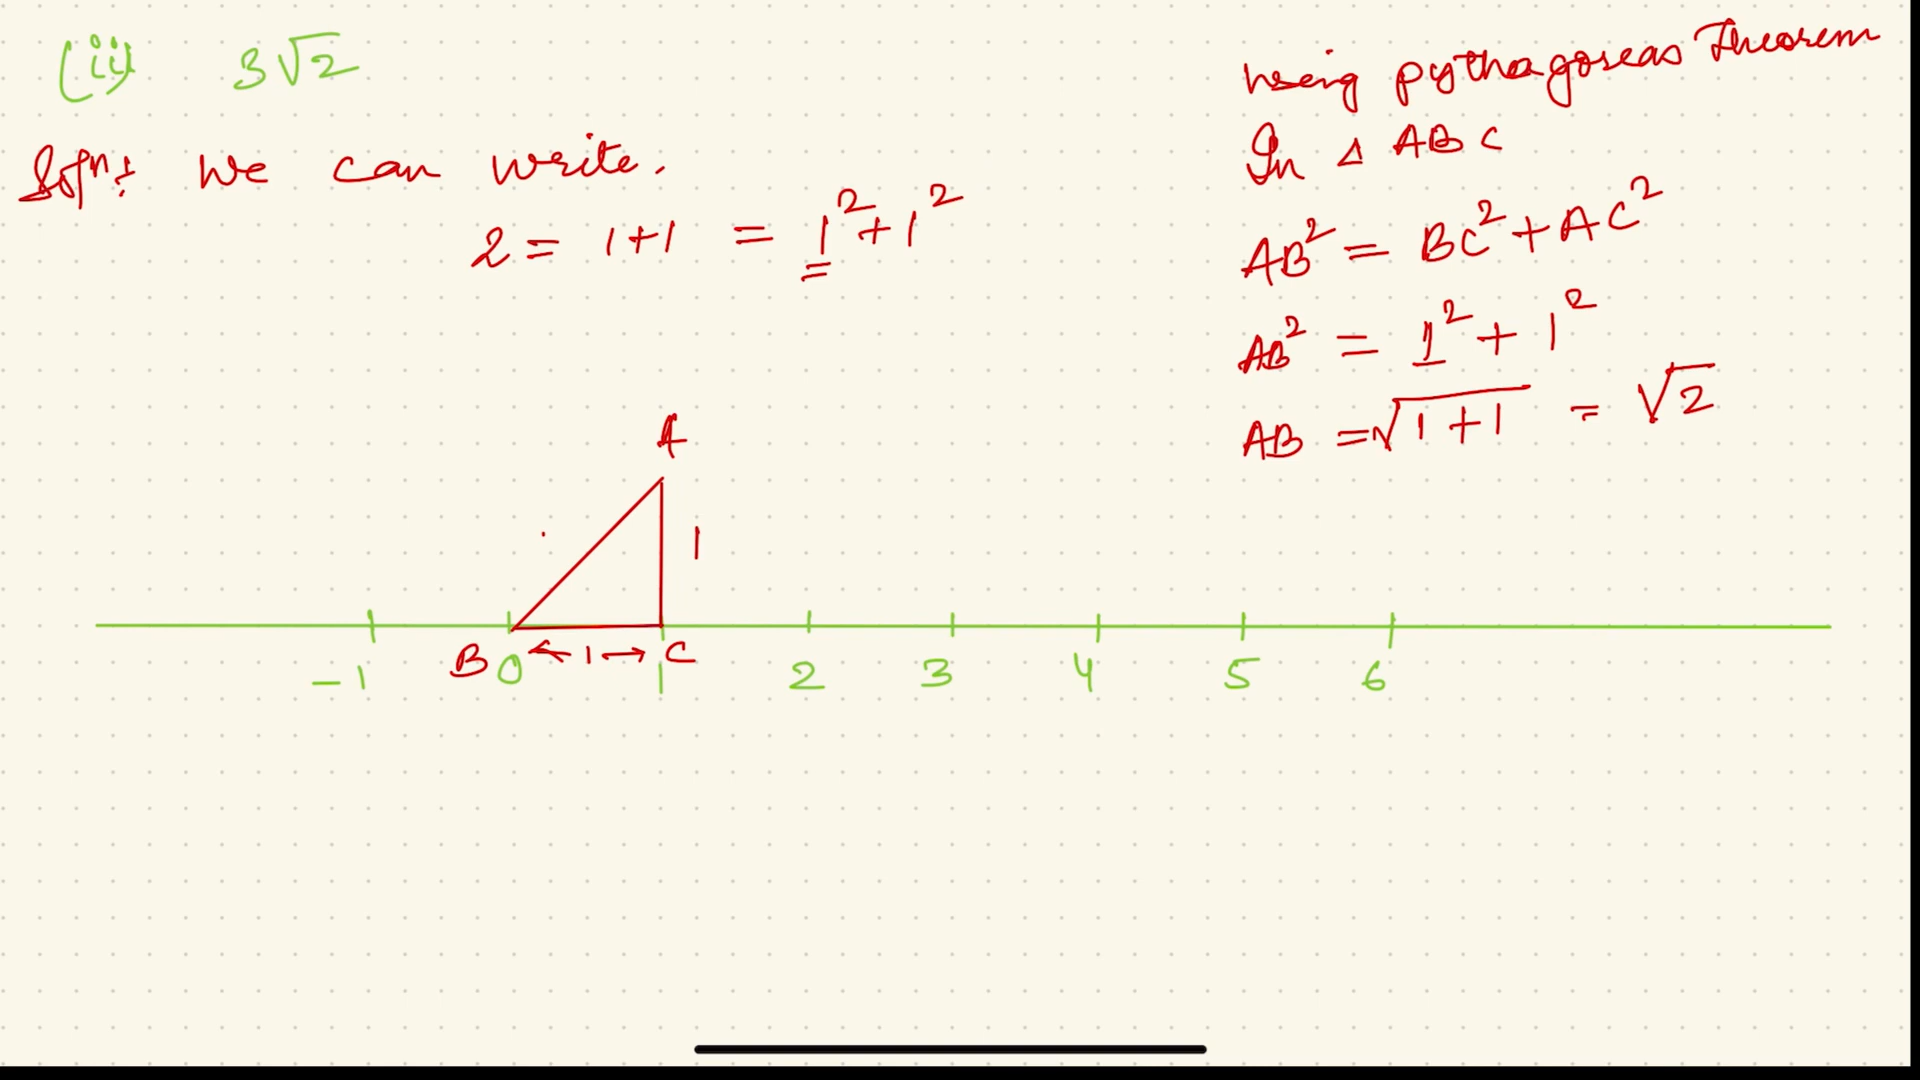 (ii) 3√2
Solⁿ: We can write.
2 = 1+1 = 1² + 1²
using pythagoreas Theorem
In △ ABC
AB² = BC² + AC²
AB² = 1² + 1²
AB = √1+1 = √2
A
1
B ← 1 → C
-1 0 1 2 3 4 5 6